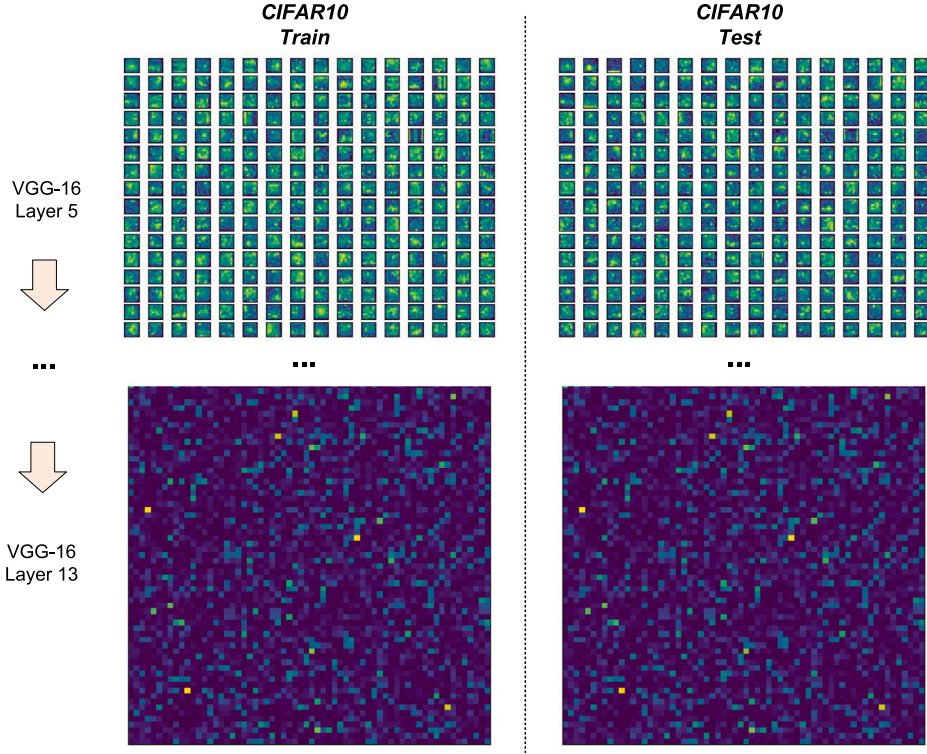 CIFAR10
Train
CIFAR10
Test
VGG-16
Layer 5
...
...
...
VGG-16
Layer 13